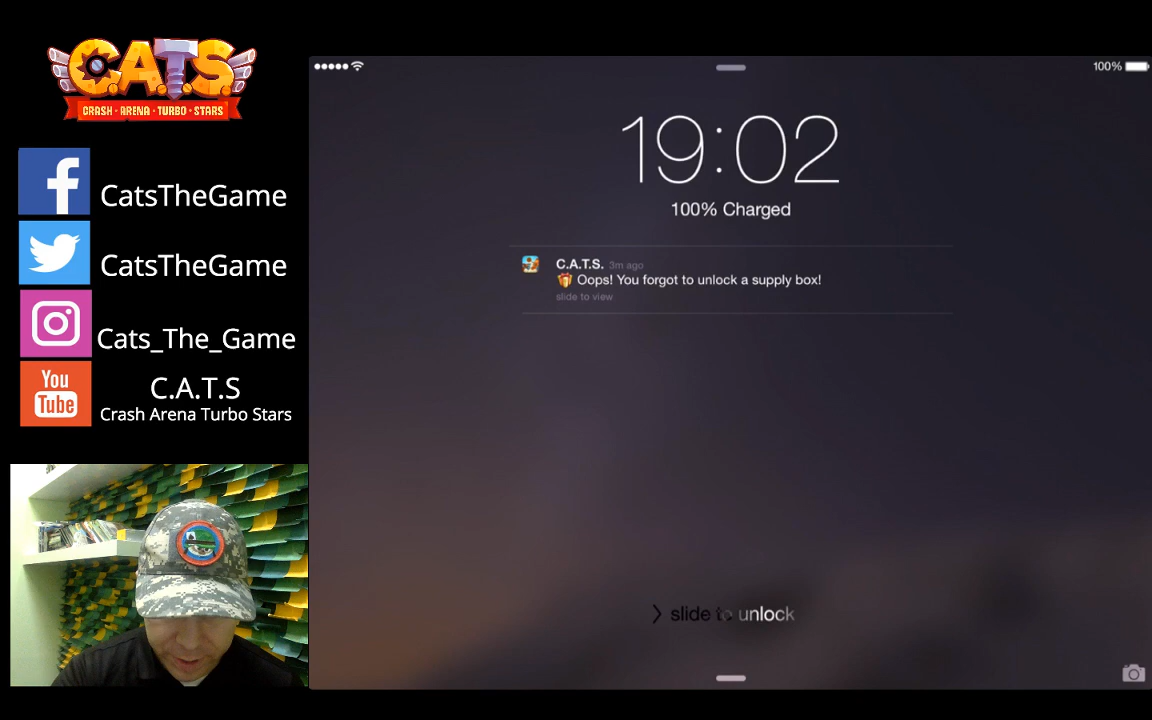 C.A.T.S.
CRASH · ARENA · TURBO · STARS
CatsTheGame
CatsTheGame
Cats_The_Game
You
Tube
C.A.T.S
Crash Arena Turbo Stars
100%
19:02
100% Charged
C.A.T.S. 3m ago
Oops! You forgot to unlock a supply box!
slide to view
slide to unlock